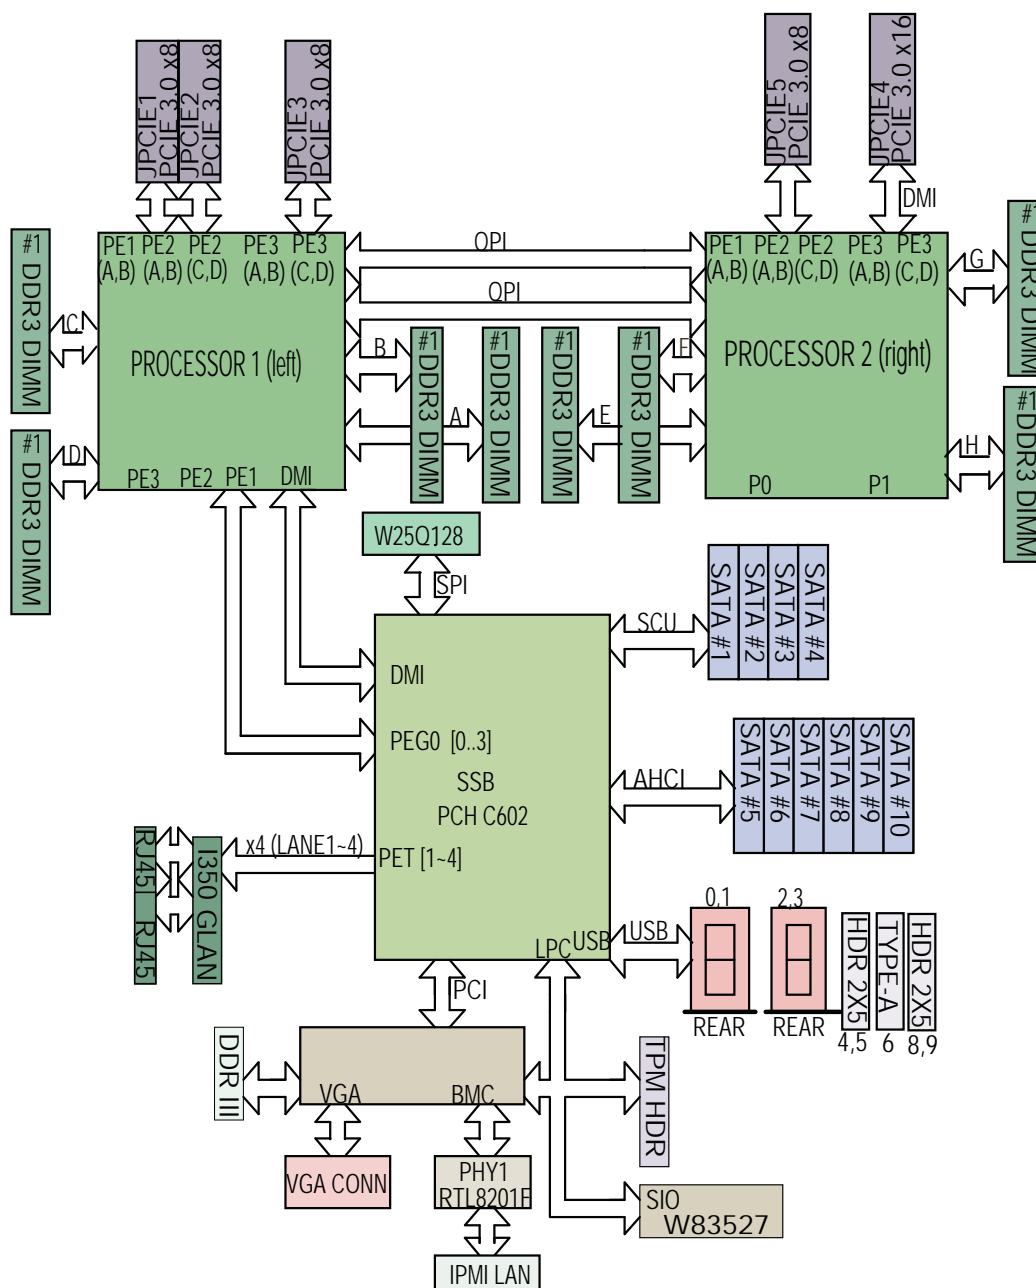 JPCIE1
PCIE 3.0 x8
JPCIE2
PCIE 3.0 x8
JPCIE3
PCIE 3.0 x8
JPCIE5
PCIE 3.0 x8
JPCIE4
PCIE 3.0 x16
DMI
#1
DDR3 DIMM
C
#1
DDR3 DIMM
D
PE1
(A,B)
PE2
(A,B)
PE2
(C,D)
PE3
(A,B)
PE3
(C,D)
PROCESSOR 1 (left)
PE3
PE2
PE1
DMI
QPI
QPI
B
#1
DDR3 DIMM
A
#1
DDR3 DIMM
#1
DDR3 DIMM
E
#1
DDR3 DIMM
F
PE1
(A,B)
PE2
(A,B)
PE2
(C,D)
PE3
(A,B)
PE3
(C,D)
PROCESSOR 2 (right)
P0
P1
G
#1
DDR3 DIMM
H
#1
DDR3 DIMM
W25Q128
SPI
DMI
PEG0 [0..3]
SSB
PCH C602
PET [1~4]
LPC
USB
SCU
SATA #1
SATA #2
SATA #3
SATA #4
AHCI
SATA #5
SATA #6
SATA #7
SATA #8
SATA #9
SATA #10
x4 (LANE1~4)
RJ45
RJ45
I350 GLAN
USB
0,1
REAR
2,3
REAR
HDR 2X5
4,5
TYPE-A
6
HDR 2X5
8,9
PCI
DDR III
VGA
BMC
TPM HDR
VGA CONN
PHY1
RTL8201F
IPMI LAN
SIO
W83527